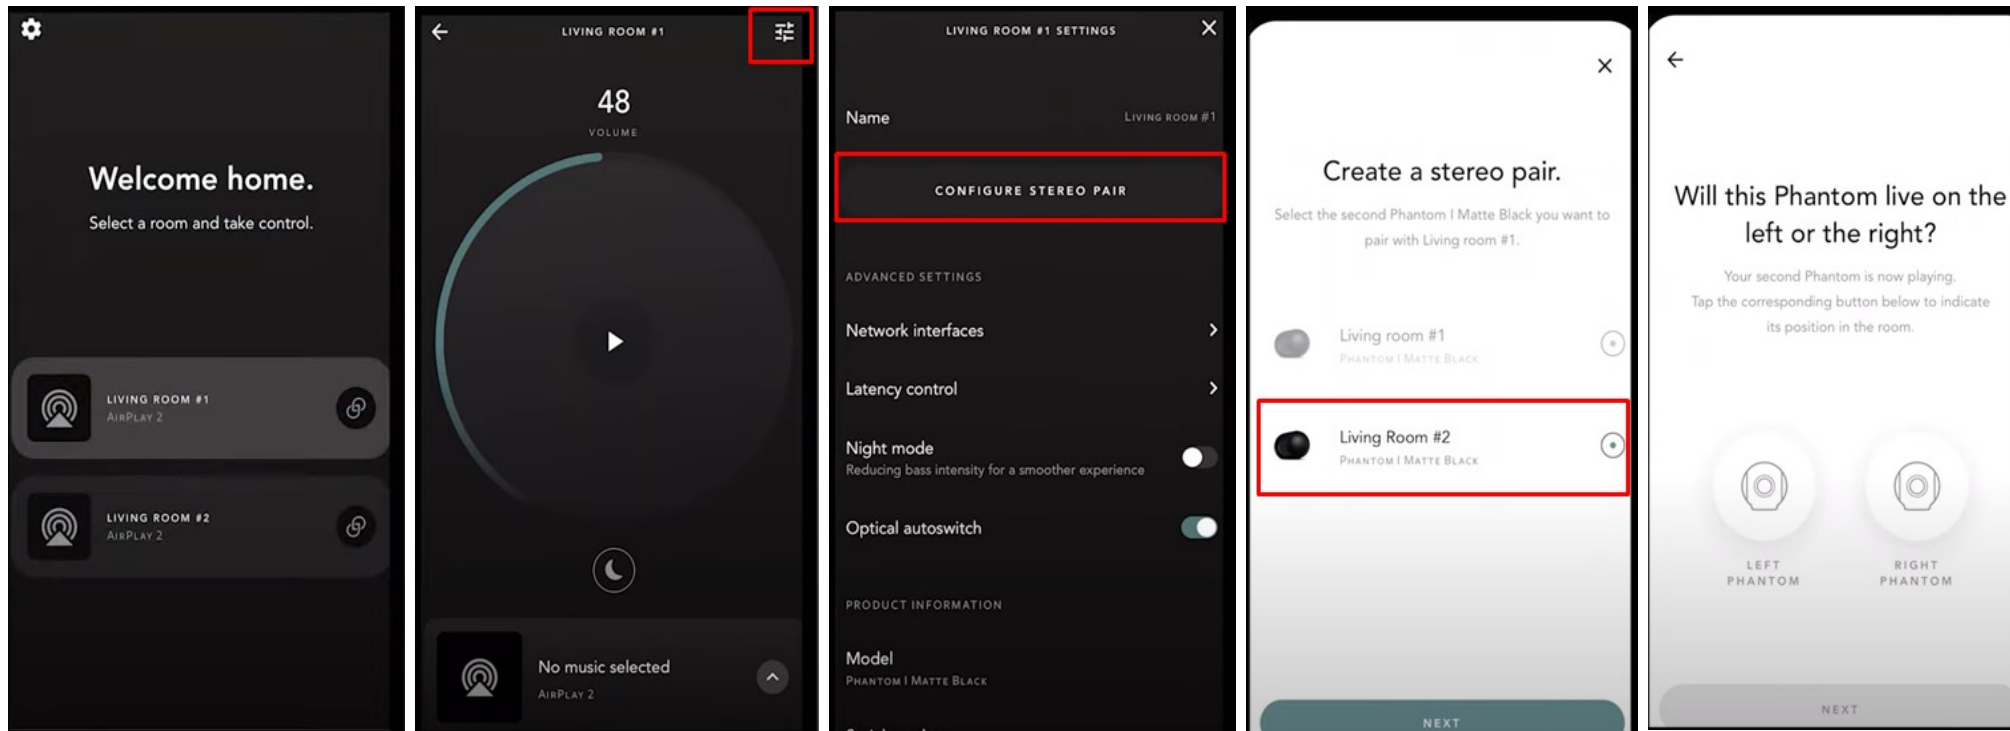 Welcome home.
Select a room and take control.
LIVING ROOM #1
AIRPLAY 2
LIVING ROOM #2
AIRPLAY 2
LIVING ROOM #1
48
VOLUME
No music selected
AIRPLAY 2
LIVING ROOM #1 SETTINGS
Name
LIVING ROOM #1
CONFIGURE STEREO PAIR
ADVANCED SETTINGS
Network interfaces
Latency control
Night mode
Reducing bass intensity for a smoother experience
Optical autoswitch
PRODUCT INFORMATION
Model
PHANTOM I MATTE BLACK
Create a stereo pair.
Select the second Phantom I Matte Black you want to
pair with Living room #1.
Living room #1
PHANTOM I MATTE BLACK
Living Room #2
PHANTOM I MATTE BLACK
NEXT
Will this Phantom live on the
left or the right?
Your second Phantom is now playing.
Tap the corresponding button below to indicate
its position in the room.
LEFT
PHANTOM
RIGHT
PHANTOM
NEXT